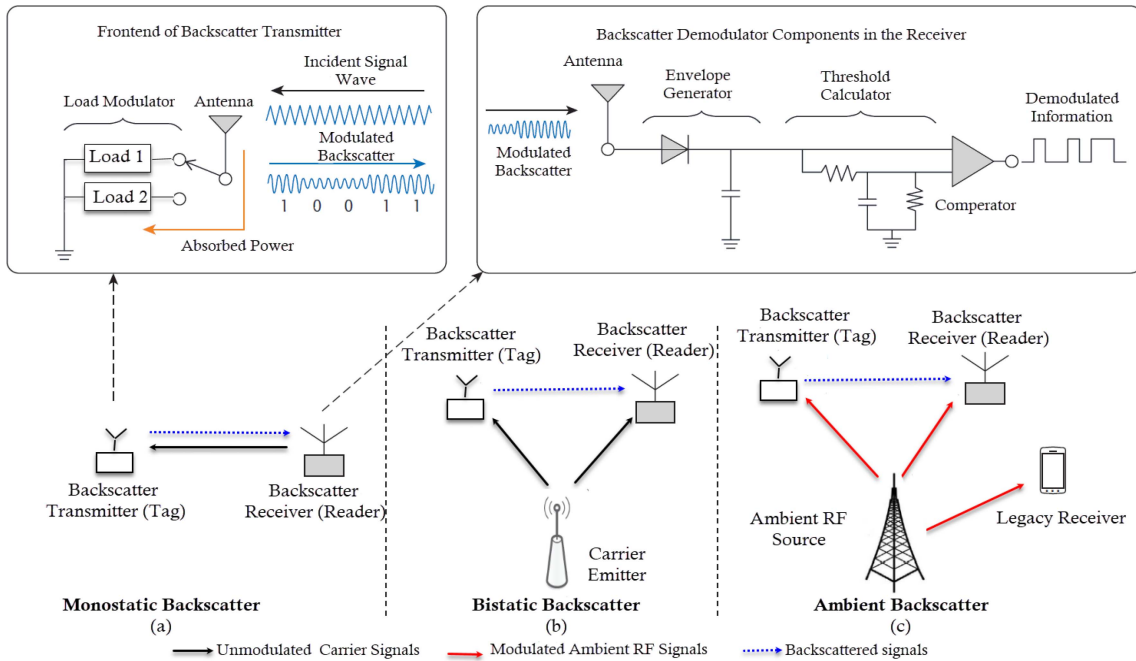 Frontend of Backscatter Transmitter
Incident Signal
Wave
Load Modulator
Antenna
Load 1
Modulated
Backscatter
Load 2
1 0 0 1 1
Absorbed Power
Backscatter Demodulator Components in the Receiver
Antenna
Envelope
Generator
Threshold
Calculator
Demodulated
Information
Modulated
Backscatter
Comperator
Backscatter
Transmitter (Tag)
Backscatter
Receiver (Reader)
Monostatic Backscatter
(a)
Backscatter
Transmitter (Tag)
Backscatter
Receiver (Reader)
Carrier
Emitter
Bistatic Backscatter
(b)
Backscatter
Transmitter (Tag)
Backscatter
Receiver (Reader)
Ambient RF
Source
Legacy Receiver
Ambient Backscatter
(c)
Unmodulated Carrier Signals
Modulated Ambient RF Signals
Backscattered signals